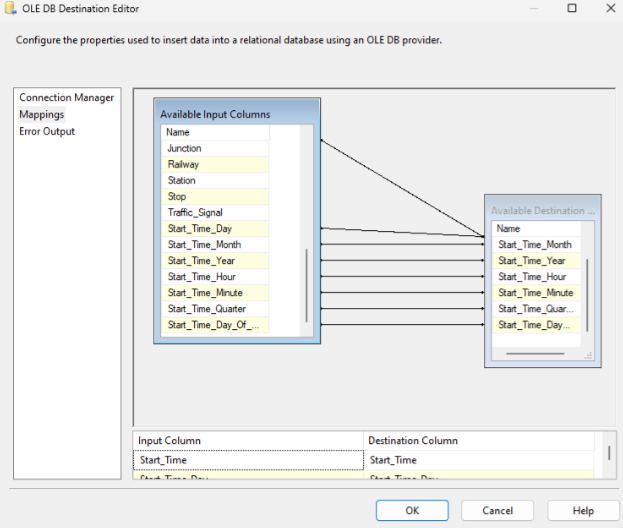 OLE DB Destination Editor
Configure the properties used to insert data into a relational database using an OLE DB provider.
Connection Manager
Mappings
Error Output
Available Input Columns
Name
Junction
Railway
Station
Stop
Traffic_Signal
Start_Time_Day
Start_Time_Month
Start_Time_Year
Start_Time_Hour
Start_Time_Minute
Start_Time_Quarter
Start_Time_Day_Of_...
Available Destination ...
Name
Start_Time_Month
Start_Time_Year
Start_Time_Hour
Start_Time_Minute
Start_Time_Quar...
Start_Time_Day...
Input Column Destination Column
Start_Time Start_Time
Start_Time_Day Start_Time_Day
OK Cancel Help